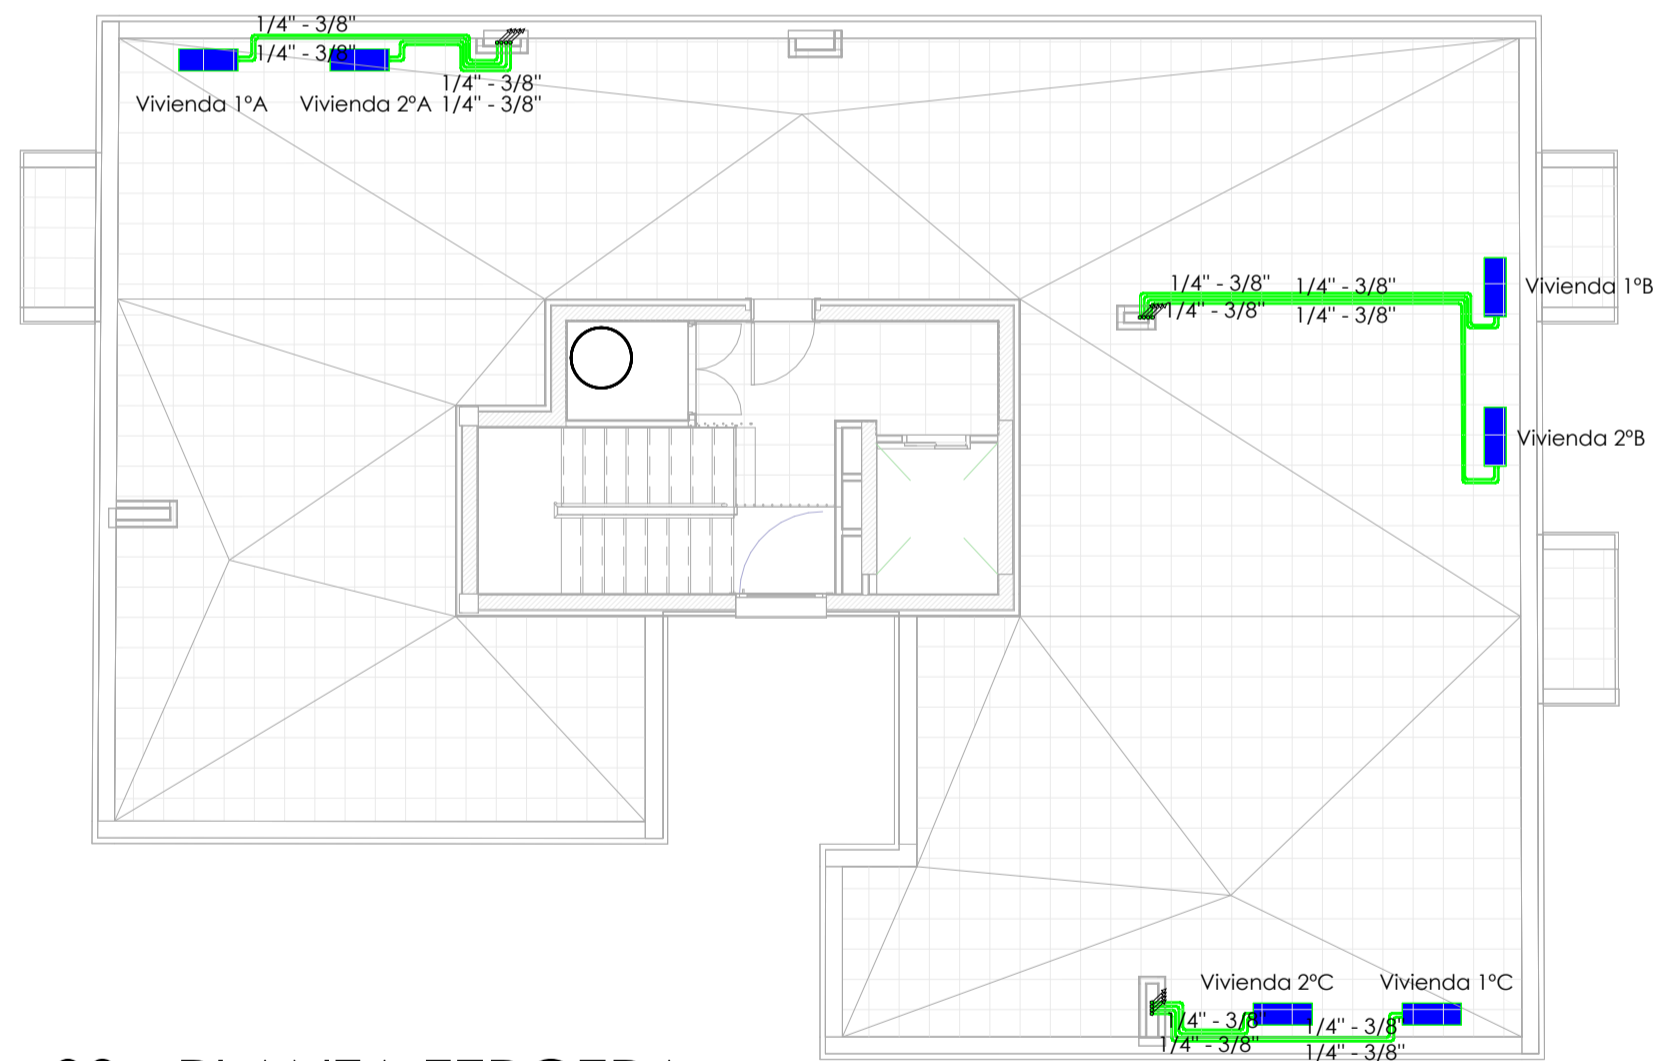 1/4" - 3/8"
1/4" - 3/8"
1/4" - 3/8"
Vivienda 1ºA
Vivienda 2ºA
1/4" - 3/8"
1/4" - 3/8"
1/4" - 3/8"
Vivienda 1ºB
1/4" - 3/8"
1/4" - 3/8"
Vivienda 2ºB
Vivienda 2ºC
Vivienda 1ºC
1/4" - 3/8"
1/4" - 3/8"
1/4" - 3/8"
1/4" - 3/8"